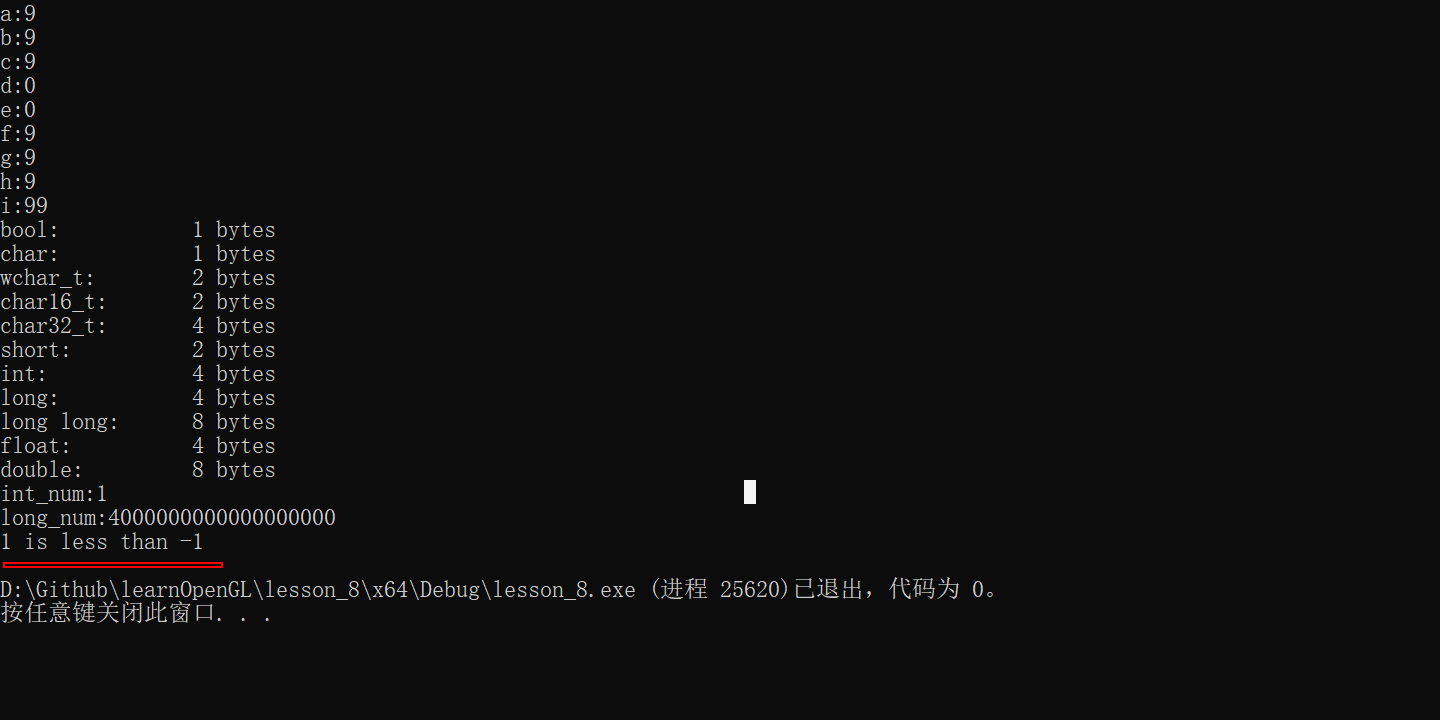 a:9
b:9
c:9
d:0
e:0
f:9
g:9
h:9
i:99
bool: 1 bytes
char: 1 bytes
wchar_t: 2 bytes
char16_t: 2 bytes
char32_t: 4 bytes
short: 2 bytes
int: 4 bytes
long: 4 bytes
long long: 8 bytes
float: 4 bytes
double: 8 bytes
int_num:1
long_num:4000000000000000000
1 is less than -1
D:\Github\learnOpenGL\lesson_8\x64\Debug\lesson_8.exe (进程 25620)已退出，代码为 0。
按任意键关闭此窗口. . .